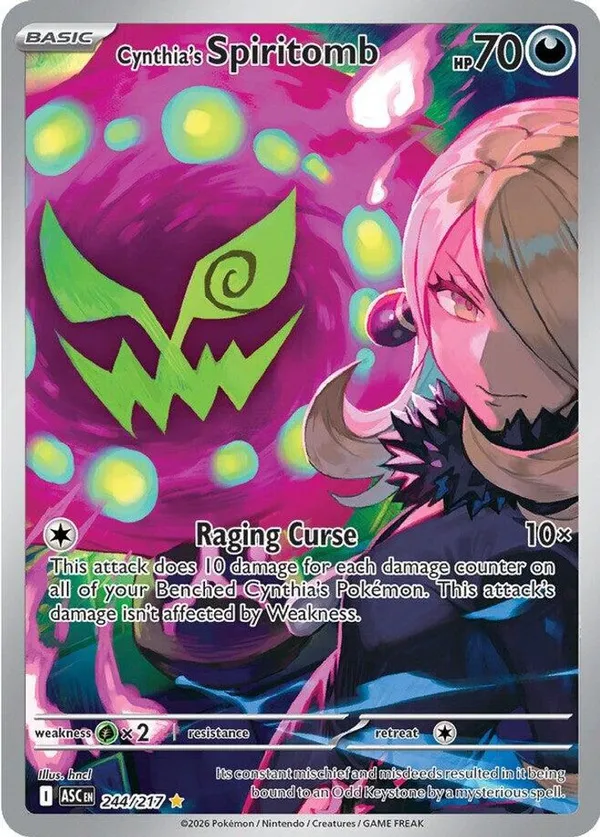 BASIC
Cynthia's Spiritomb
HP 70
Raging Curse 10×
This attack does 10 damage for each damage counter on
all of your Benched Cynthia's Pokémon. This attack's
damage isn't affected by Weakness.
weakness ×2 resistance retreat
Illus. hncl
Its constant mischief and misdeeds resulted in it being
bound to an Odd Keystone by a mysterious spell.
I ASC EN 244/217
©2026 Pokémon / Nintendo / Creatures / GAME FREAK